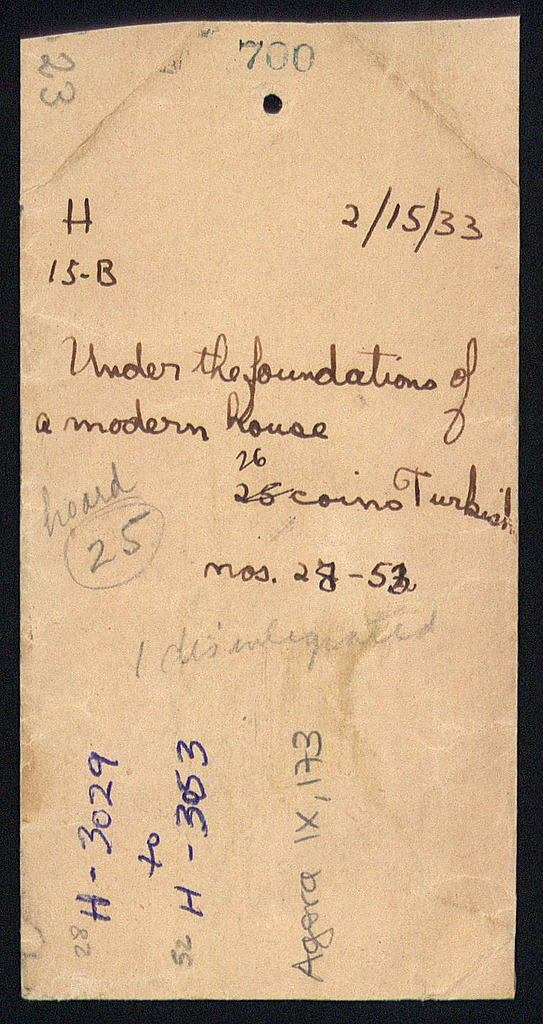 23
700
H
2/15/33
15-B
Under the foundations of
a modern house
26
coins Turkish
hoard
25
nos. 28-53
1 disintegrated
28 H-3029
to
52 H-3053
Agora IX, 173